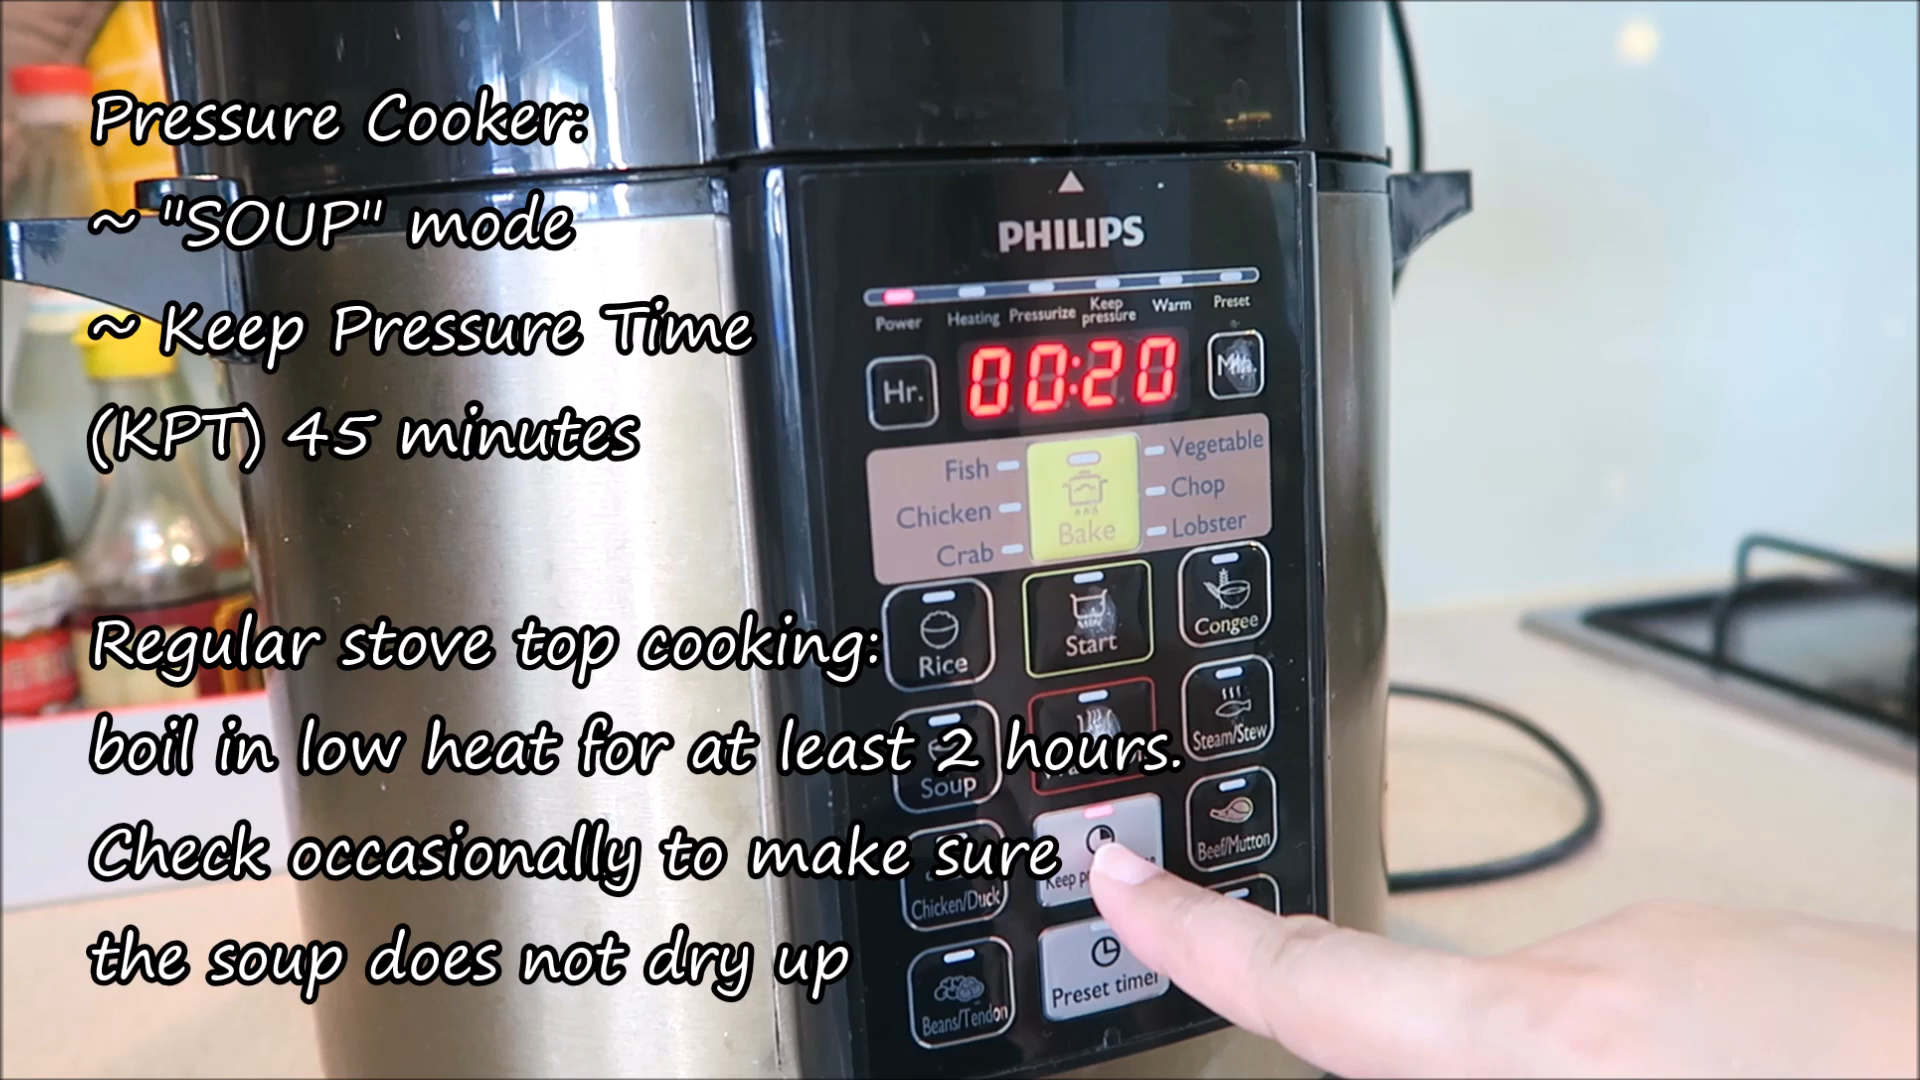 Pressure Cooker:
~ "SOUP" mode
~ Keep Pressure Time
(KPT) 45 minutes
Regular stove top cooking:
boil in low heat for at least 2 hours.
Check occasionally to make sure
the soup does not dry up
PHILIPS
Power Heating Pressurize Keep pressure Warm Preset
Hr. 00:20 Min.
Fish Vegetable
Chicken Bake Chop
Crab Lobster
Rice Start Congee
Soup Steam/Stew
Chicken/Duck Keep Beef/Mutton
Beans/Tendon Preset timer